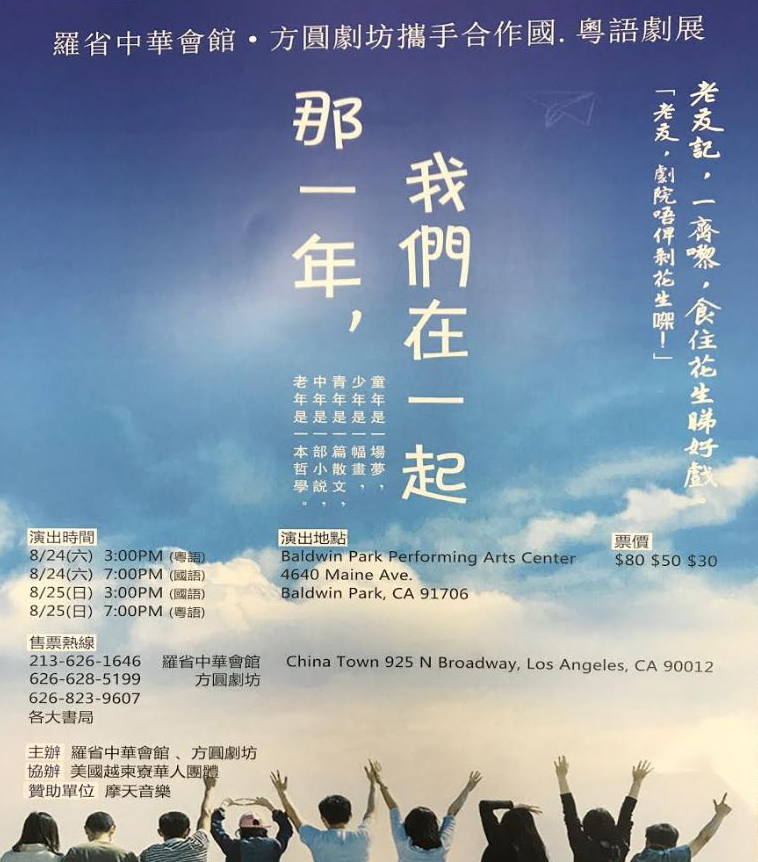 羅省中華會館・方圓劇坊攜手合作國.粵語劇展
老友記，一齊嚟，食住花生睇好戲。
「老友，劇院唔俾剝花生㗎！」
那一年，
我們在一起
童年是一場夢，
少年是一幅畫，
青年是一篇散文，
中年是一部小說，
老年是一本哲學。
演出時間
8/24(六) 3:00PM (粵語)
8/24(六) 7:00PM (國語)
8/25(日) 3:00PM (國語)
8/25(日) 7:00PM (粵語)
演出地點
Baldwin Park Performing Arts Center
4640 Maine Ave.
Baldwin Park, CA 91706
票價
$80 $50 $30
售票熱線
213-626-1646 羅省中華會館 China Town 925 N Broadway, Los Angeles, CA 90012
626-628-5199 方圓劇坊
626-823-9607
各大書局
主辦 羅省中華會館、方圓劇坊
協辦 美國越柬寮華人團體
贊助單位 摩天音樂